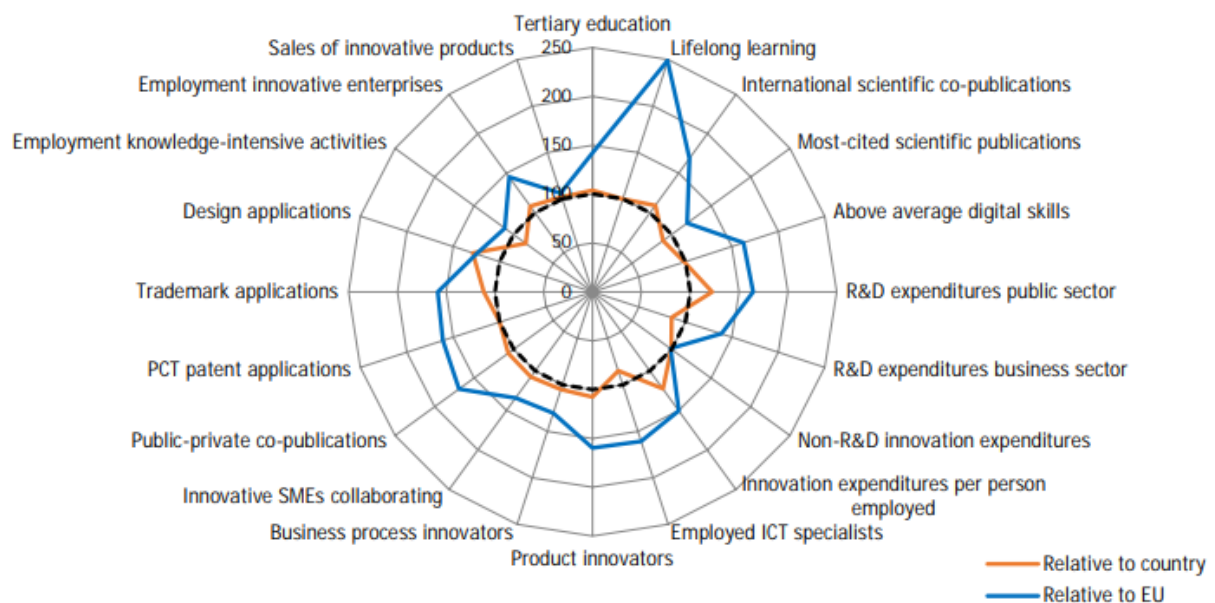 Tertiary education
250
Sales of innovative products
Lifelong learning
Employment innovative enterprises
200
International scientific co-publications
Employment knowledge-intensive activities
150
Most-cited scientific publications
100
Design applications
Above average digital skills
50
Trademark applications
0
R&D expenditures public sector
PCT patent applications
R&D expenditures business sector
Public-private co-publications
Non-R&D innovation expenditures
Innovative SMEs collaborating
Innovation expenditures per person
employed
Business process innovators
Employed ICT specialists
Product innovators
Relative to country
Relative to EU